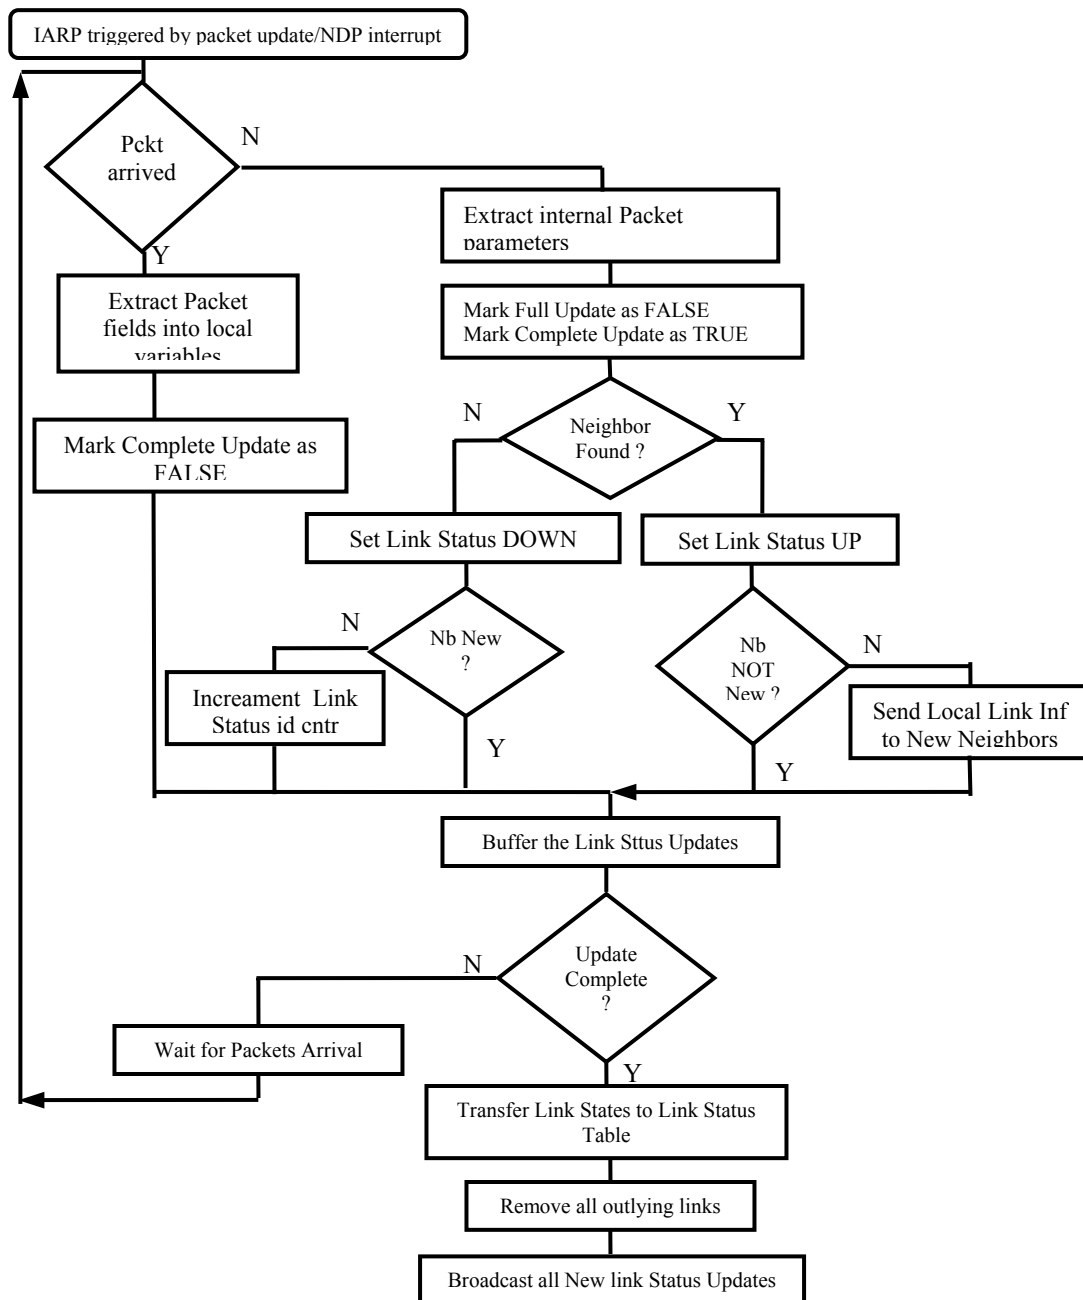 IARP triggered by packet update/NDP interrupt
Pckt
arrived
N
Y
Extract internal Packet
parameters
Extract Packet
fields into local
variables
Mark Full Update as FALSE
Mark Complete Update as TRUE
Mark Complete Update as
FALSE
Neighbor
Found ?
N
Y
Set Link Status DOWN
Set Link Status UP
Nb New
?
N
Y
Nb
NOT
New ?
N
Y
Increament Link
Status id cntr
Send Local Link Inf
to New Neighbors
Buffer the Link Sttus Updates
Update
Complete
?
N
Y
Wait for Packets Arrival
Transfer Link States to Link Status
Table
Remove all outlying links
Broadcast all New link Status Updates